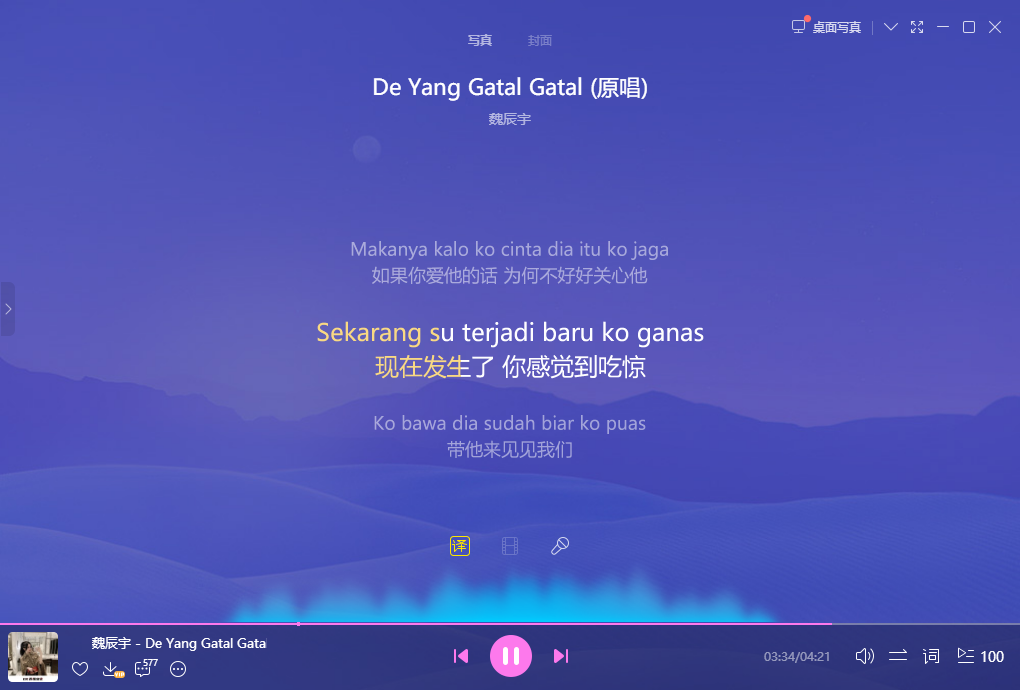 桌面写真
写真 封面
De Yang Gatal Gatal (原唱)
魏辰宇
Makanya kalo ko cinta dia itu ko jaga
如果你爱他的话 为何不好好关心他
Sekarang su terjadi baru ko ganas
现在发生了 你感觉到吃惊
Ko bawa dia sudah biar ko puas
带他来见见我们
译
魏辰宇 - De Yang Gatal Gata
577
VIP
03:34/04:21
词
100